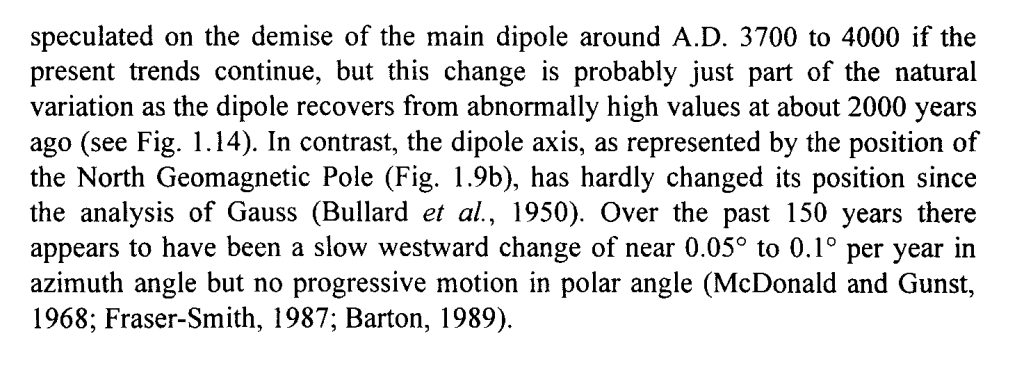 speculated on the demise of the main dipole around A.D. 3700 to 4000 if the
present trends continue, but this change is probably just part of the natural
variation as the dipole recovers from abnormally high values at about 2000 years
ago (see Fig. 1.14). In contrast, the dipole axis, as represented by the position of
the North Geomagnetic Pole (Fig. 1.9b), has hardly changed its position since
the analysis of Gauss (Bullard et al., 1950). Over the past 150 years there
appears to have been a slow westward change of near 0.05° to 0.1° per year in
azimuth angle but no progressive motion in polar angle (McDonald and Gunst,
1968; Fraser-Smith, 1987; Barton, 1989).